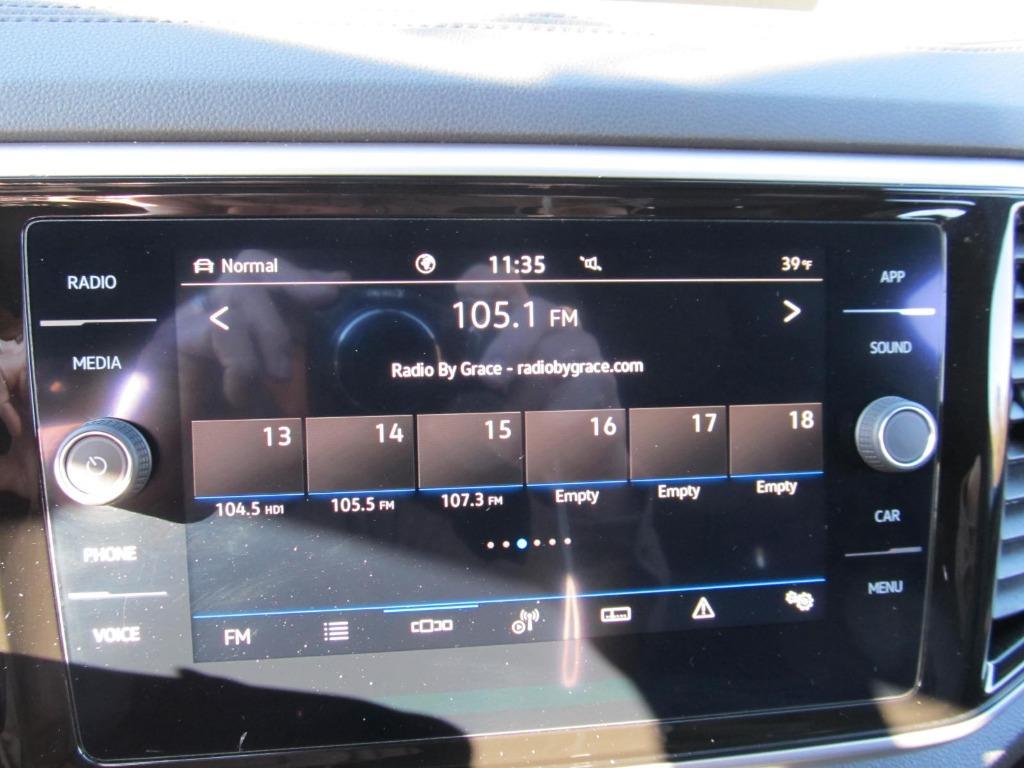 RADIO
MEDIA
PHONE
VOICE
Normal
11:35
39°F
105.1 FM
Radio By Grace - radiobygrace.com
13 14 15 16 17 18
104.5 HD1 105.5 FM 107.3 FM Empty Empty Empty
FM
APP
SOUND
CAR
MENU